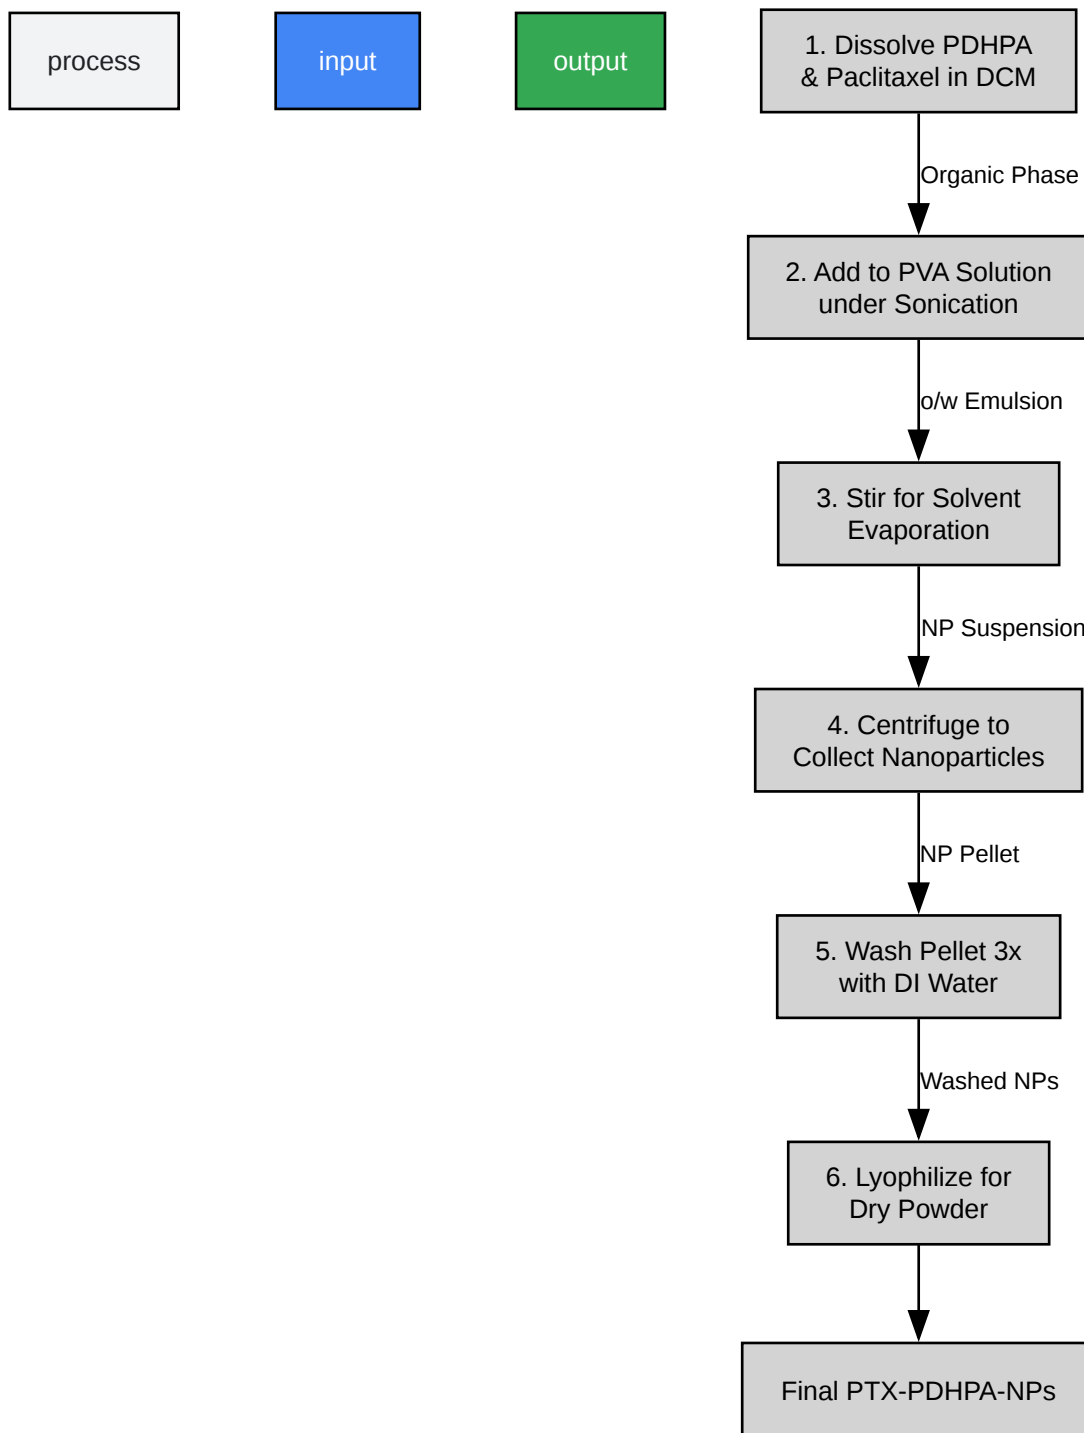 process
input
output
1. Dissolve PDHPA
& Paclitaxel in DCM
Organic Phase
2. Add to PVA Solution
under Sonication
o/w Emulsion
3. Stir for Solvent
Evaporation
NP Suspension
4. Centrifuge to
Collect Nanoparticles
NP Pellet
5. Wash Pellet 3x
with DI Water
Washed NPs
6. Lyophilize for
Dry Powder
Final PTX-PDHPA-NPs